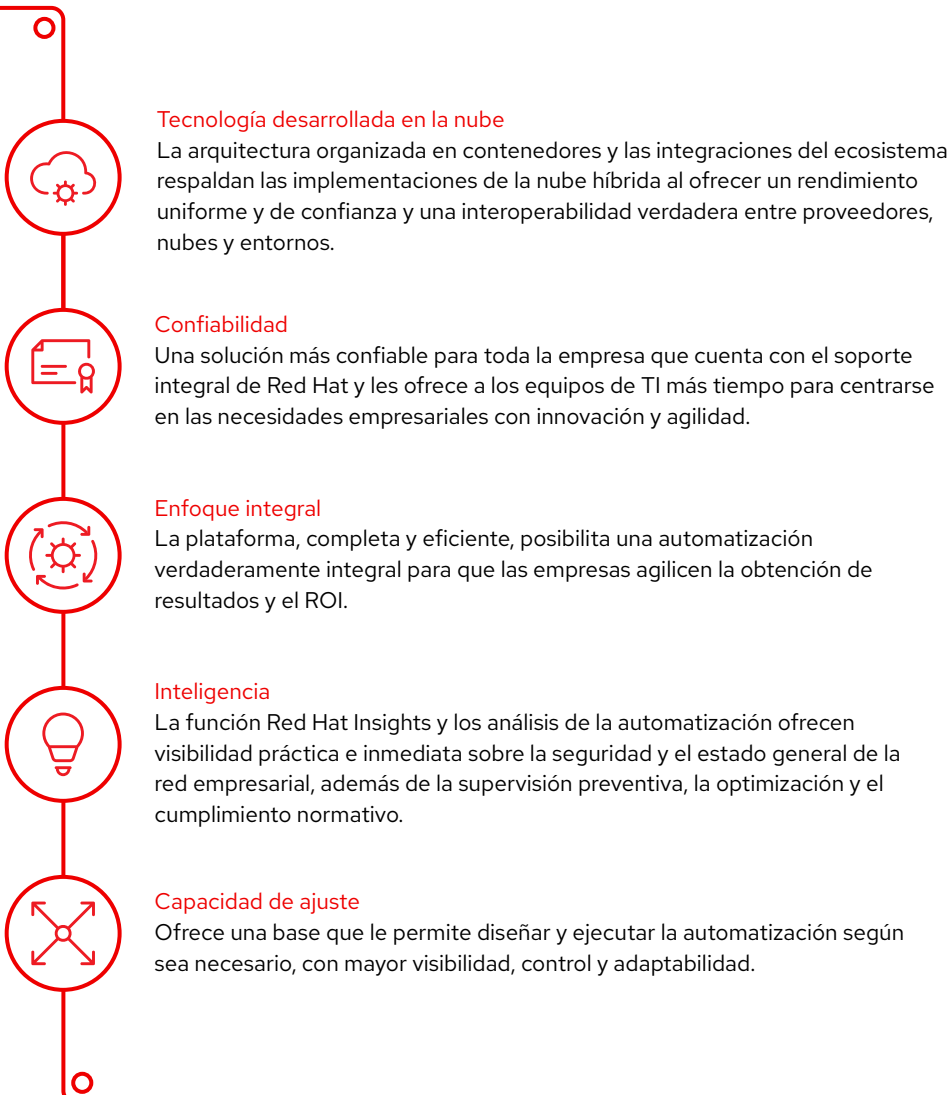 Tecnología desarrollada en la nube
La arquitectura organizada en contenedores y las integraciones del ecosistema
respaldan las implementaciones de la nube híbrida al ofrecer un rendimiento
uniforme y de confianza y una interoperabilidad verdadera entre proveedores,
nubes y entornos.
Confiabilidad
Una solución más confiable para toda la empresa que cuenta con el soporte
integral de Red Hat y les ofrece a los equipos de TI más tiempo para centrarse
en las necesidades empresariales con innovación y agilidad.
Enfoque integral
La plataforma, completa y eficiente, posibilita una automatización
verdaderamente integral para que las empresas agilicen la obtención de
resultados y el ROI.
Inteligencia
La función Red Hat Insights y los análisis de la automatización ofrecen
visibilidad práctica e inmediata sobre la seguridad y el estado general de la
red empresarial, además de la supervisión preventiva, la optimización y el
cumplimiento normativo.
Capacidad de ajuste
Ofrece una base que le permite diseñar y ejecutar la automatización según
sea necesario, con mayor visibilidad, control y adaptabilidad.